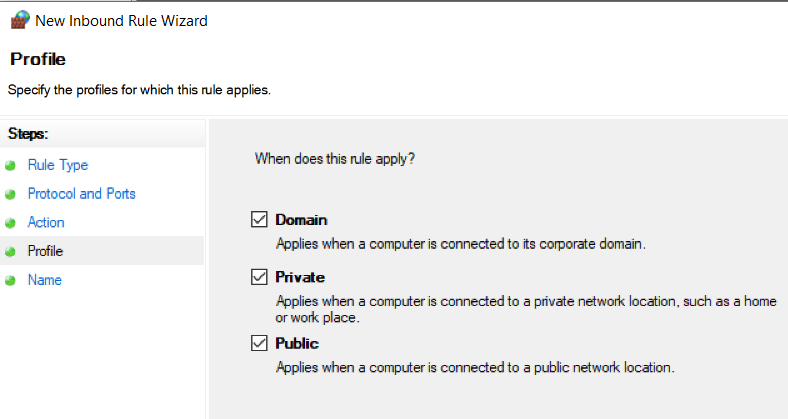 New Inbound Rule Wizard
Profile
Specify the profiles for which this rule applies.
Steps:
Rule Type
Protocol and Ports
Action
Profile
Name
When does this rule apply?
Domain
Applies when a computer is connected to its corporate domain.
Private
Applies when a computer is connected to a private network location, such as a home
or work place.
Public
Applies when a computer is connected to a public network location.